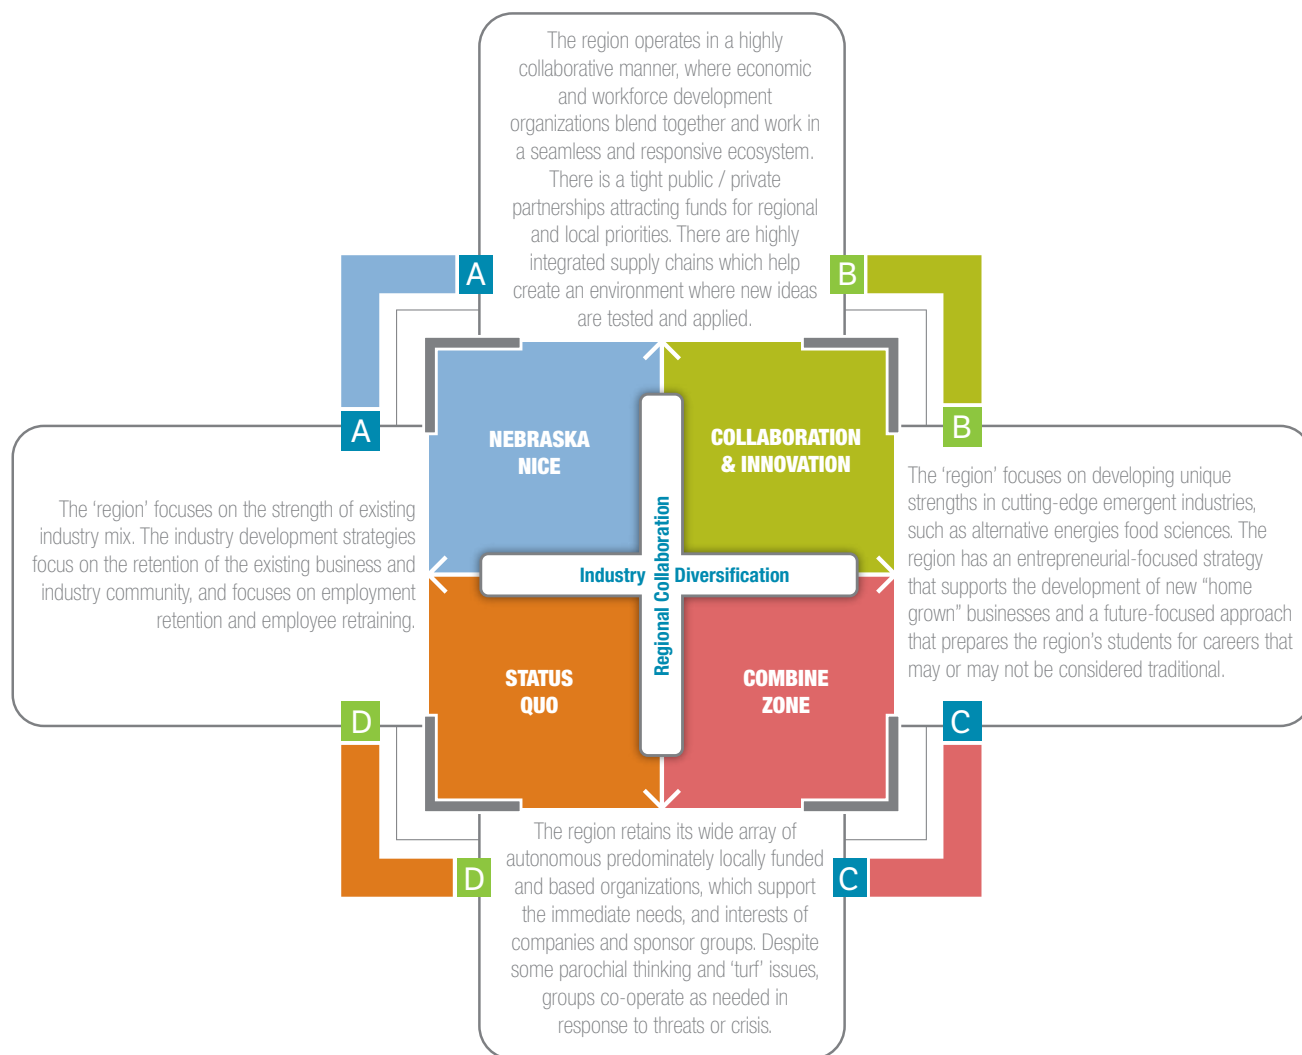 The region operates in a highly
collaborative manner, where economic
and workforce development
organizations blend together and work in
a seamless and responsive ecosystem.
There is a tight public / private
partnerships attracting funds for regional
and local priorities. There are highly
integrated supply chains which help
create an environment where new ideas
are tested and applied.
A
B
A
B
NEBRASKA
NICE
COLLABORATION
& INNOVATION
The ‘region’ focuses on the strength of existing
industry mix. The industry development strategies
focus on the retention of the existing business and
industry community, and focuses on employment
retention and employee retraining.
Industry Diversification
Regional Collaboration
The ‘region’ focuses on developing unique
strengths in cutting-edge emergent industries,
such as alternative energies food sciences. The
region has an entrepreneurial-focused strategy
that supports the development of new “home
grown” businesses and a future-focused approach
that prepares the region’s students for careers that
may or may not be considered traditional.
STATUS
QUO
COMBINE
ZONE
D
C
D
C
The region retains its wide array of
autonomous predominately locally funded
and based organizations, which support
the immediate needs, and interests of
companies and sponsor groups. Despite
some parochial thinking and ‘turf’ issues,
groups co-operate as needed in
response to threats or crisis.